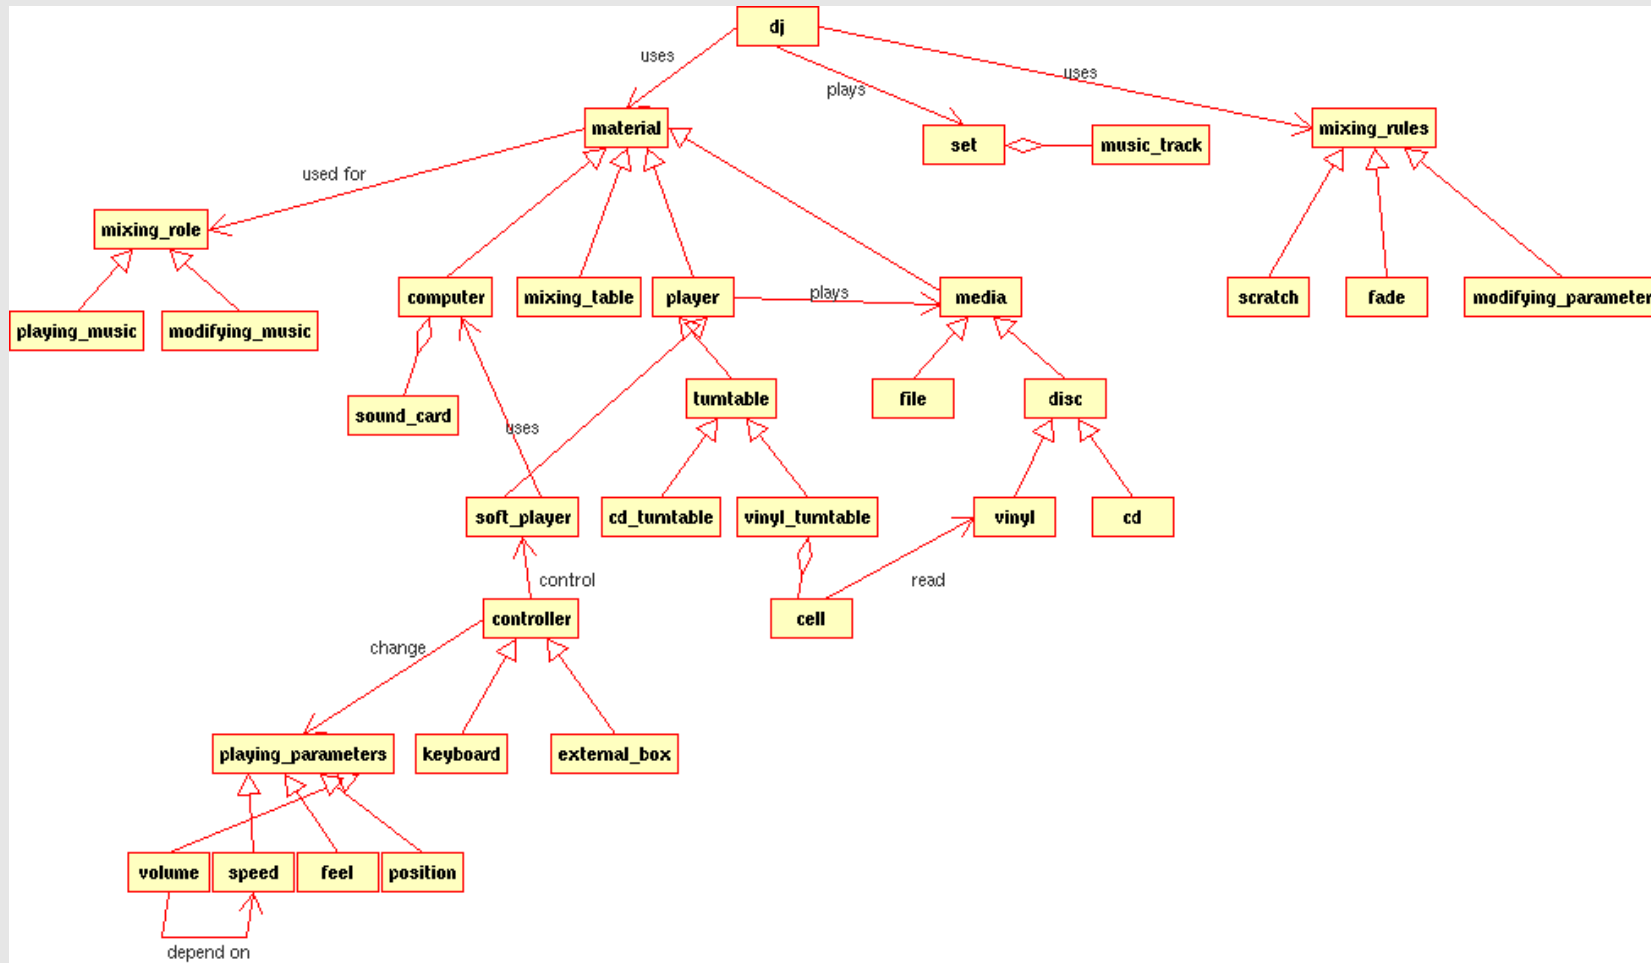 dj
uses
uses
plays
material
mixing_rules
set
music_track
used for
mixing_role
computer
mixing_table
player
plays
media
scratch
fade
modifying_parameter
playing_music
modifying_music
turntable
file
disc
sound_card
uses
soft_player
cd_turntable
vinyl_turntable
vinyl
cd
control
read
controller
cell
change
playing_parameters
keyboard
external_box
volume
speed
feel
position
depend on